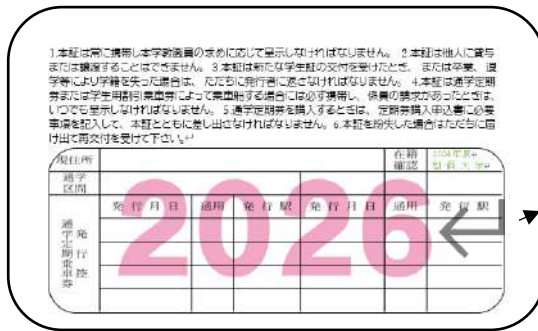 1.本証は常に携帯し本学教職員の求めに応じて呈示しなければなりません。 2.本証は他人に貸与
または譲渡することはできません。 3.本証は新たな学生証の交付を受けたとき、 または卒業、 退
学等により学籍を失った場合は、 ただちに発行者に返さなければなりません。 4.本証は通学定期
券または学生用割引乗車券によって乗車船する場合には必ず携帯し、 係員の請求があったときは、
いつでも呈示しなければなりません。 5.通学定期券を購入するときは、 定期券購入申込書に必要
事項を記入して、 本証とともに差し出さなければなりません。 6.本証を紛失した場合はただちに届
け出て再交付を受けて下さい。↵
現住所 在籍確認
通学区間
発行月日 通用 発行駅 発行月日 通用 発行駅
通学定期乗車券 発行控
2026